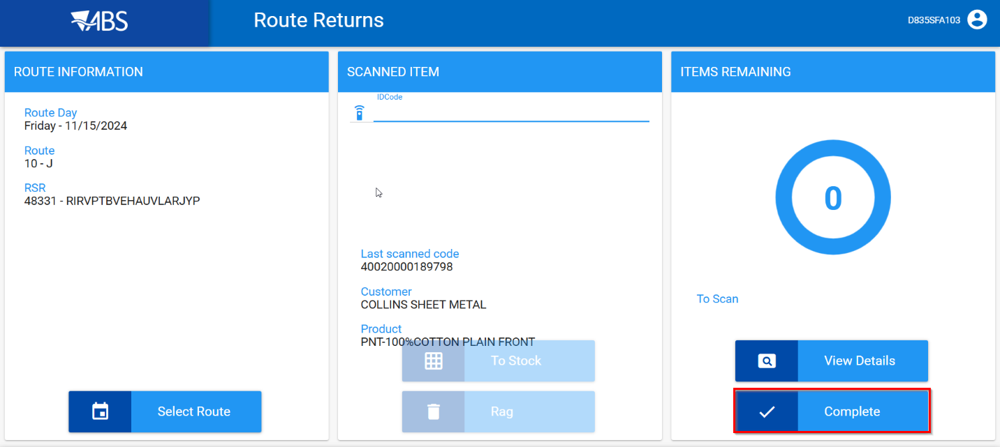 ABS
Route Returns
D835SFA103
ROUTE INFORMATION
Route Day
Friday - 11/15/2024
Route
10 - J
RSR
48331 - RIRVPTBVEHAUVLARJYP
Select Route
SCANNED ITEM
IDCode
Last scanned code
40020000189798
Customer
COLLINS SHEET METAL
Product
PNT-100%COTTON PLAIN FRONT
To Stock
Rag
ITEMS REMAINING
0
To Scan
View Details
Complete